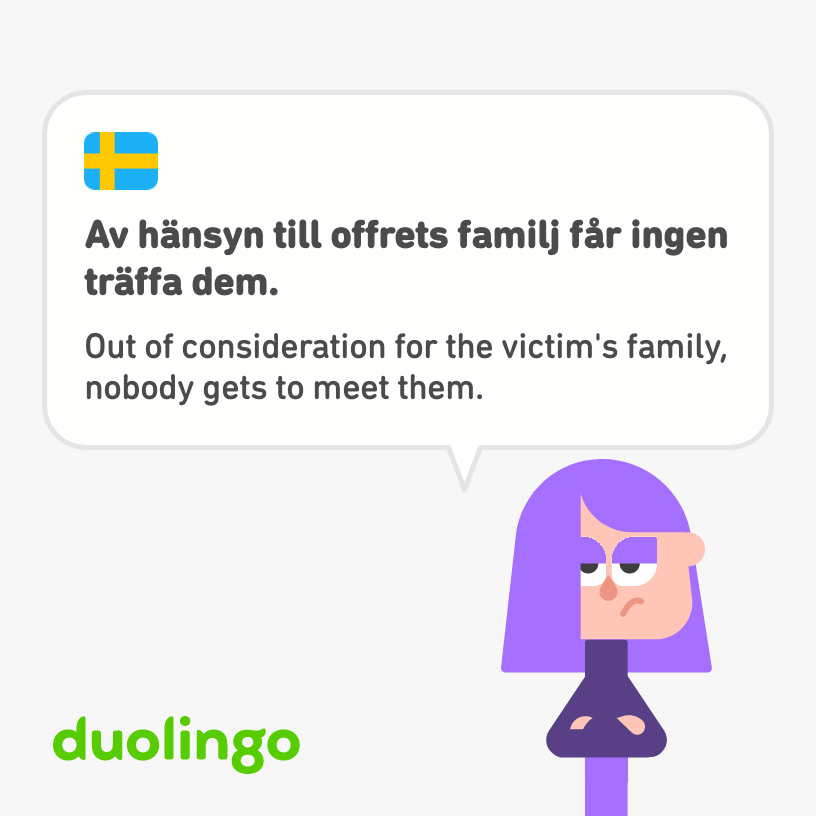 Av hänsyn till offrets familj får ingen
träffa dem.
Out of consideration for the victim's family,
nobody gets to meet them.
duolingo